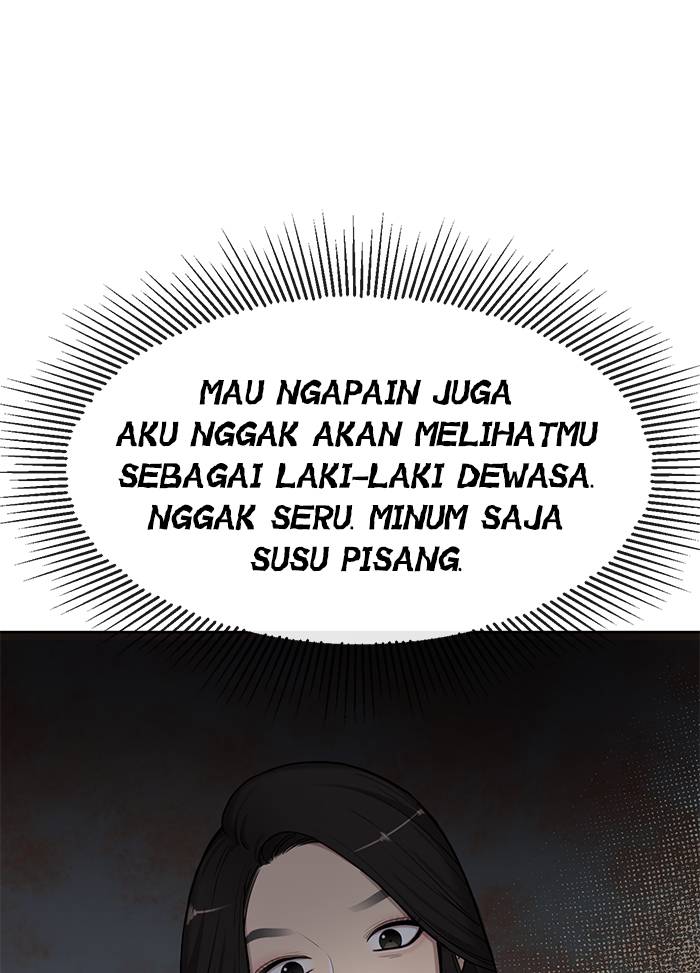 MAU NGAPAIN JUGA
AKU NGGAK AKAN MELIHATMU
SEBAGAI LAKI-LAKI DEWASA.
NGGAK SERU. MINUM SAJA
SUSU PISANG.